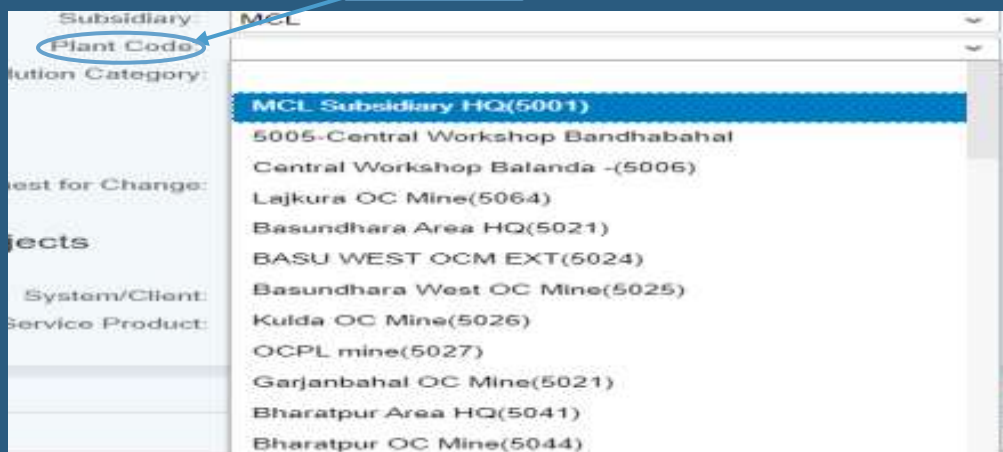 Subsidiary: MCL
Plant Code:
lution Category:
MCL Subsidiary HQ(5001)
5005-Central Workshop Bandhabahal
Central Workshop Balanda -(5006)
est for Change:
Lajkura OC Mine(5064)
Basundhara Area HQ(5021)
jects
BASU WEST OCM EXT(5024)
System/Client:
Basundhara West OC Mine(5025)
Service Product:
Kulda OC Mine(5026)
OCPL mine(5027)
Garjanbahal OC Mine(5021)
Bharatpur Area HQ(5041)
Bharatpur OC Mine(5044)